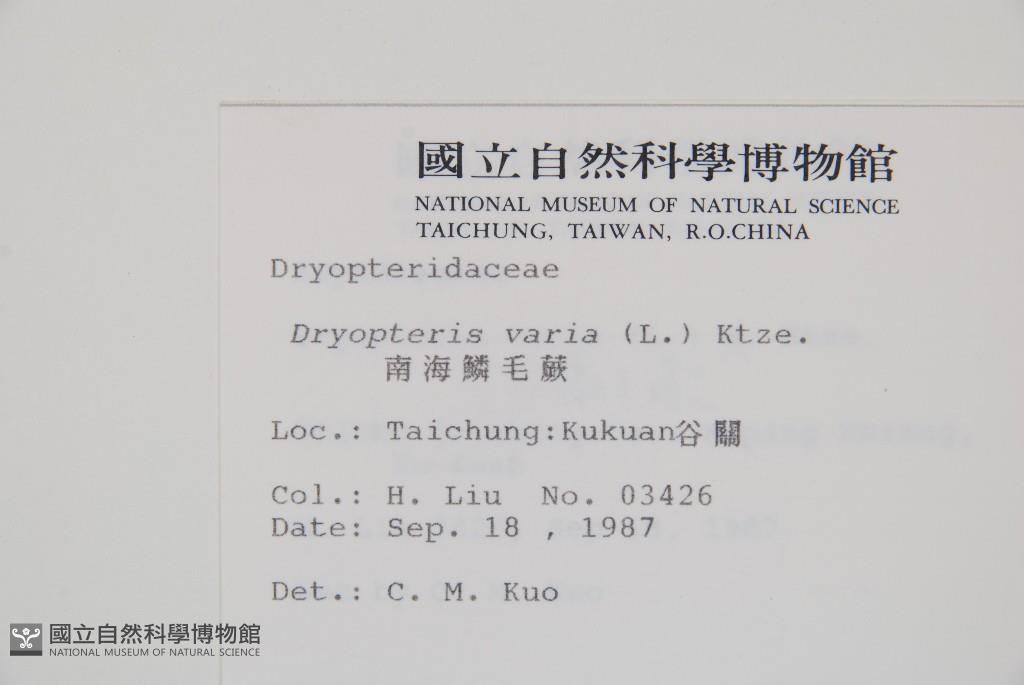 國立自然科學博物館
NATIONAL MUSEUM OF NATURAL SCIENCE
TAICHUNG, TAIWAN, R.O.CHINA
Dryopteridaceae
Dryopteris varia (L.) Ktze.
南海鱗毛蕨
Loc.: Taichung:Kukuan谷關
Col.: H. Liu No. 03426
Date: Sep. 18 , 1987
Det.: C. M. Kuo
國立自然科學博物館
NATIONAL MUSEUM OF NATURAL SCIENCE